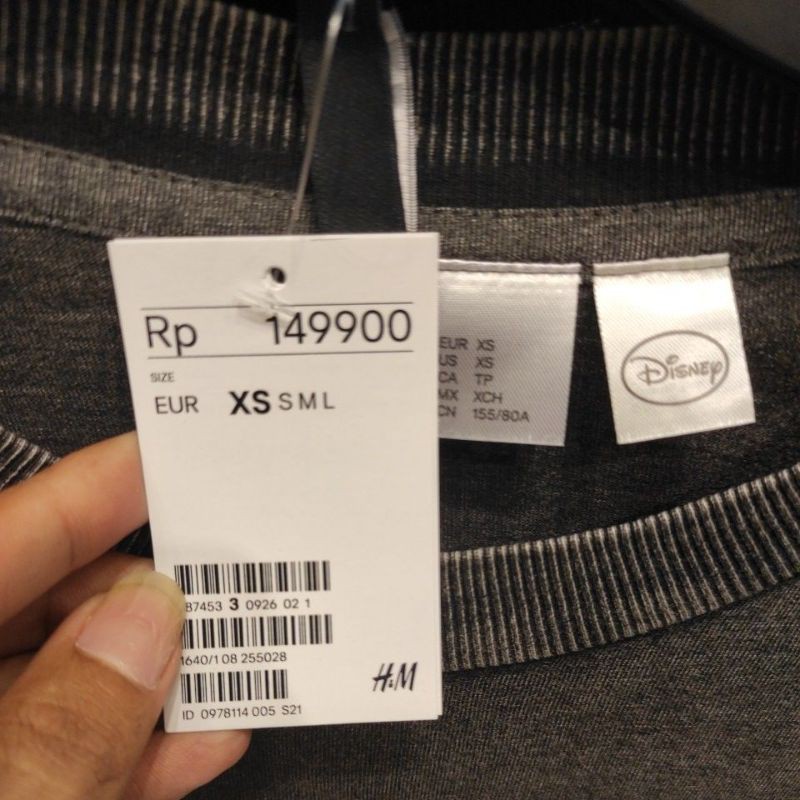 Rp 149900
SIZE
EUR XS S M L
87453 3 0926 02 1
1640/1 08 255028
ID 0978114 005 S21
H&M
EUR XS
US XS
CA TP
MX XCH
CN 155/80A
Disney